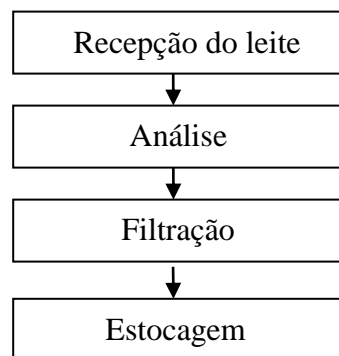 Recepção do leite
Análise
Filtração
Estocagem